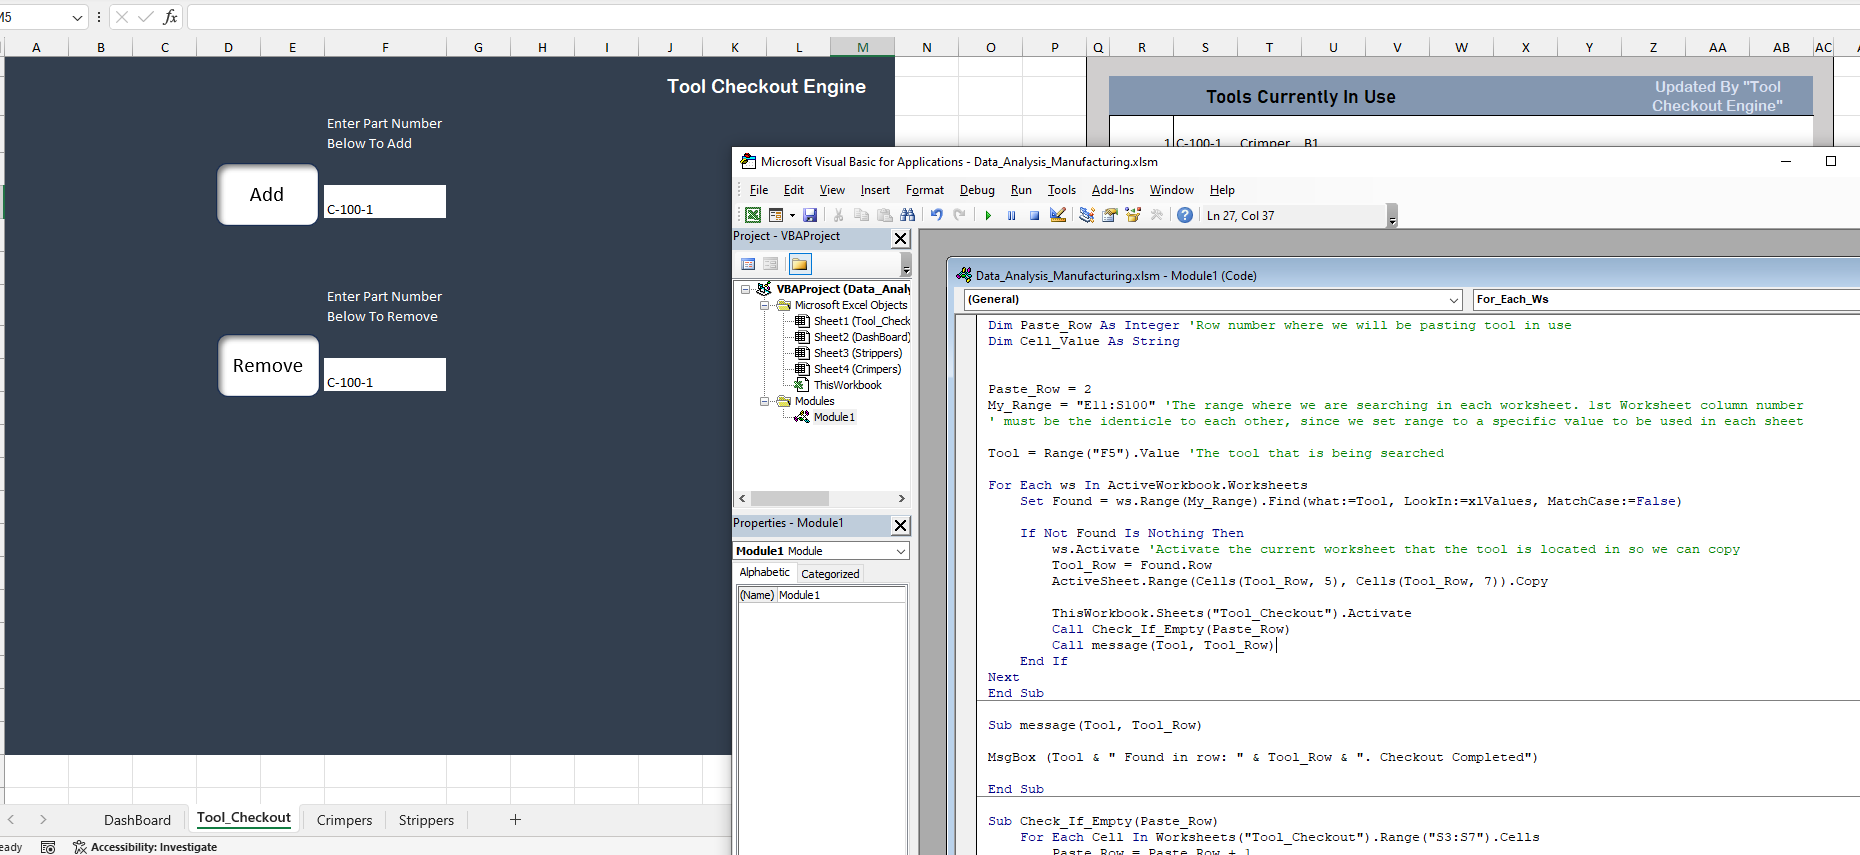 M5
fx
A B C D E F G H I J K L M N O P Q R S T U V W X Y Z AA AB AC
Tool Checkout Engine
Enter Part Number
Below To Add
Add
C-100-1
Enter Part Number
Below To Remove
Remove
C-100-1
Tools Currently In Use
Updated By "Tool
Checkout Engine"
1 C-100-1 Crimper B1
Microsoft Visual Basic for Applications - Data_Analysis_Manufacturing.xlsm
File Edit View Insert Format Debug Run Tools Add-Ins Window Help
Ln 27, Col 37
Project - VBAProject
VBAProject (Data_Analy
Microsoft Excel Objects
Sheet1 (Tool_Check
Sheet2 (DashBoard)
Sheet3 (Strippers)
Sheet4 (Crimpers)
ThisWorkbook
Modules
Module1
Properties - Module1
Module1 Module
Alphabetic Categorized
(Name) Module1
Data_Analysis_Manufacturing.xlsm - Module1 (Code)
(General) For_Each_Ws
Dim Paste_Row As Integer 'Row number where we will be pasting tool in use
Dim Cell_Value As String
Paste_Row = 2
My_Range = "E11:S100" 'The range where we are searching in each worksheet. 1st Worksheet column number
' must be the identicle to each other, since we set range to a specific value to be used in each sheet
Tool = Range("F5").Value 'The tool that is being searched
For Each ws In ActiveWorkbook.Worksheets
Set Found = ws.Range(My_Range).Find(what:=Tool, LookIn:=xlValues, MatchCase:=False)
If Not Found Is Nothing Then
ws.Activate 'Activate the current worksheet that the tool is located in so we can copy
Tool_Row = Found.Row
ActiveSheet.Range(Cells(Tool_Row, 5), Cells(Tool_Row, 7)).Copy
ThisWorkbook.Sheets("Tool_Checkout").Activate
Call Check_If_Empty(Paste_Row)
Call message(Tool, Tool_Row)
End If
Next
End Sub
Sub message(Tool, Tool_Row)
MsgBox (Tool & " Found in row: " & Tool_Row & ". Checkout Completed")
End Sub
Sub Check_If_Empty(Paste_Row)
For Each Cell In Worksheets("Tool_Checkout").Range("S3:S7").Cells
Paste_Row = Paste_Row + 1
DashBoard Tool_Checkout Crimpers Strippers
eady Accessibility: Investigate